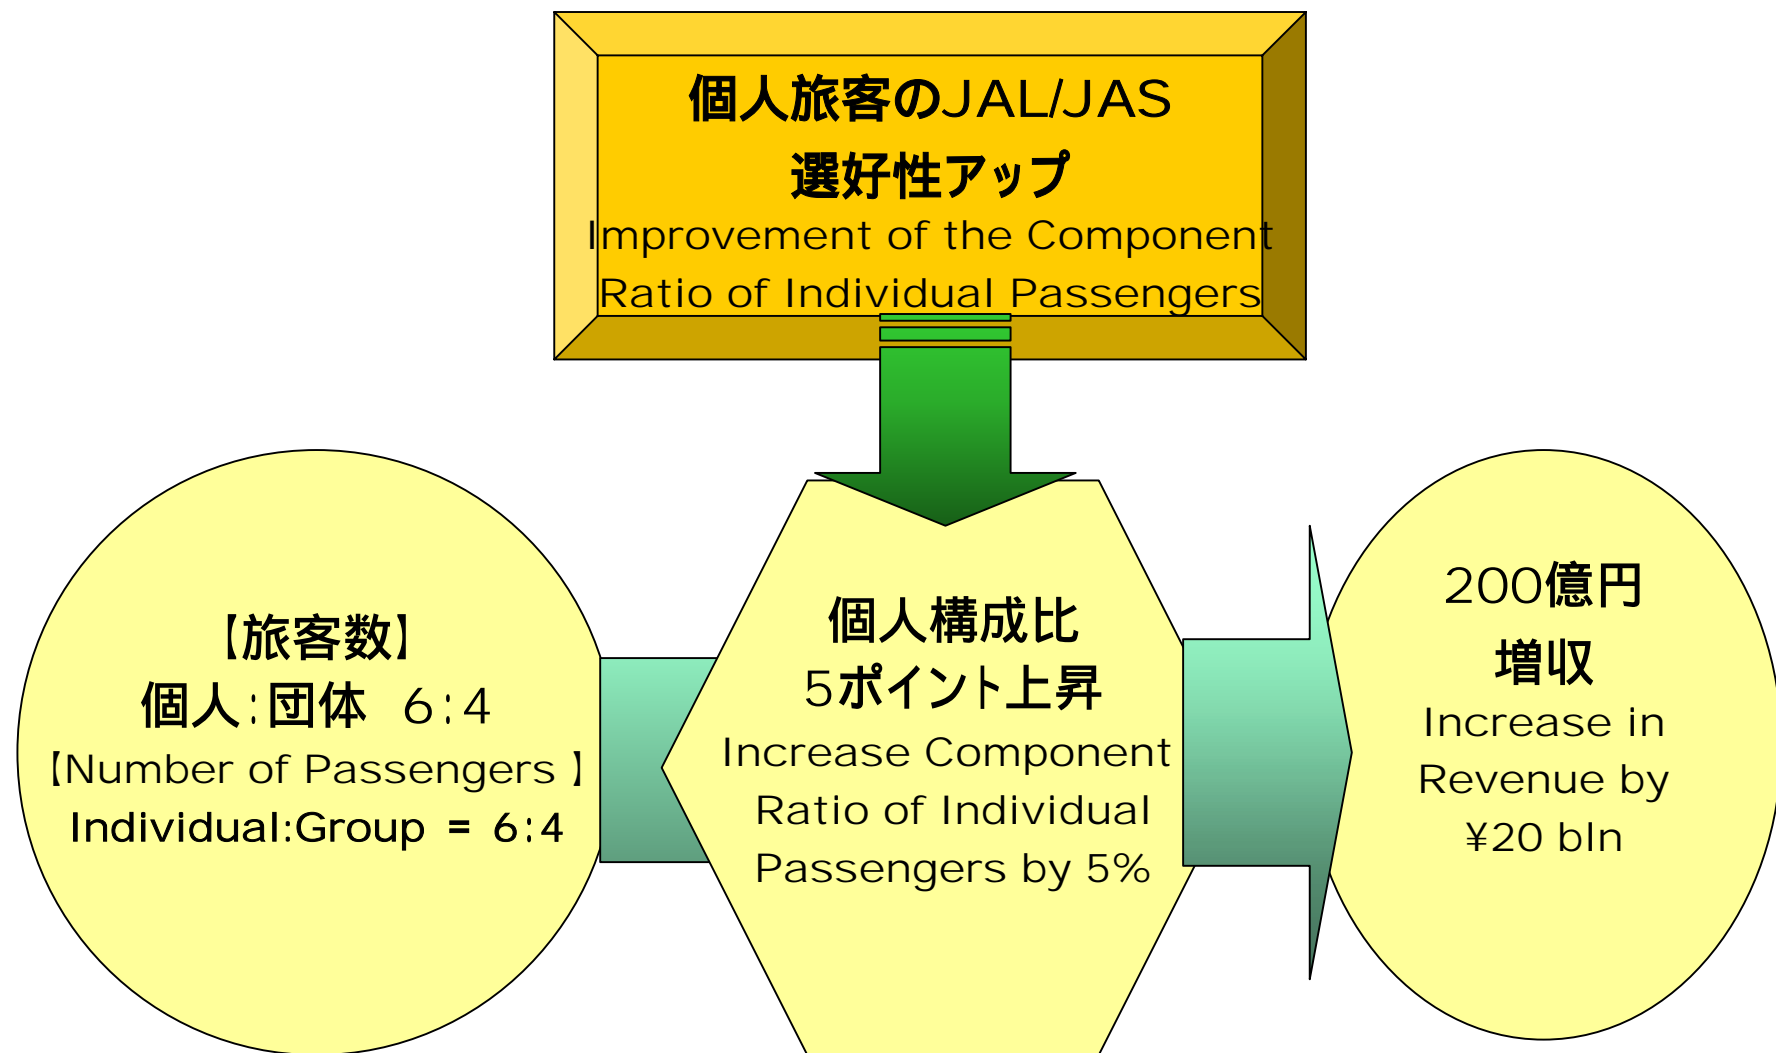 個人旅客のJAL/JAS
選好性アップ
Improvement of the Component
Ratio of Individual Passengers
【旅客数】
個人:団体 6:4
【Number of Passengers 】
Individual:Group = 6:4
個人構成比
5ポイント上昇
Increase Component
Ratio of Individual
Passengers by 5%
200億円
増収
Increase in
Revenue by
¥20 bln